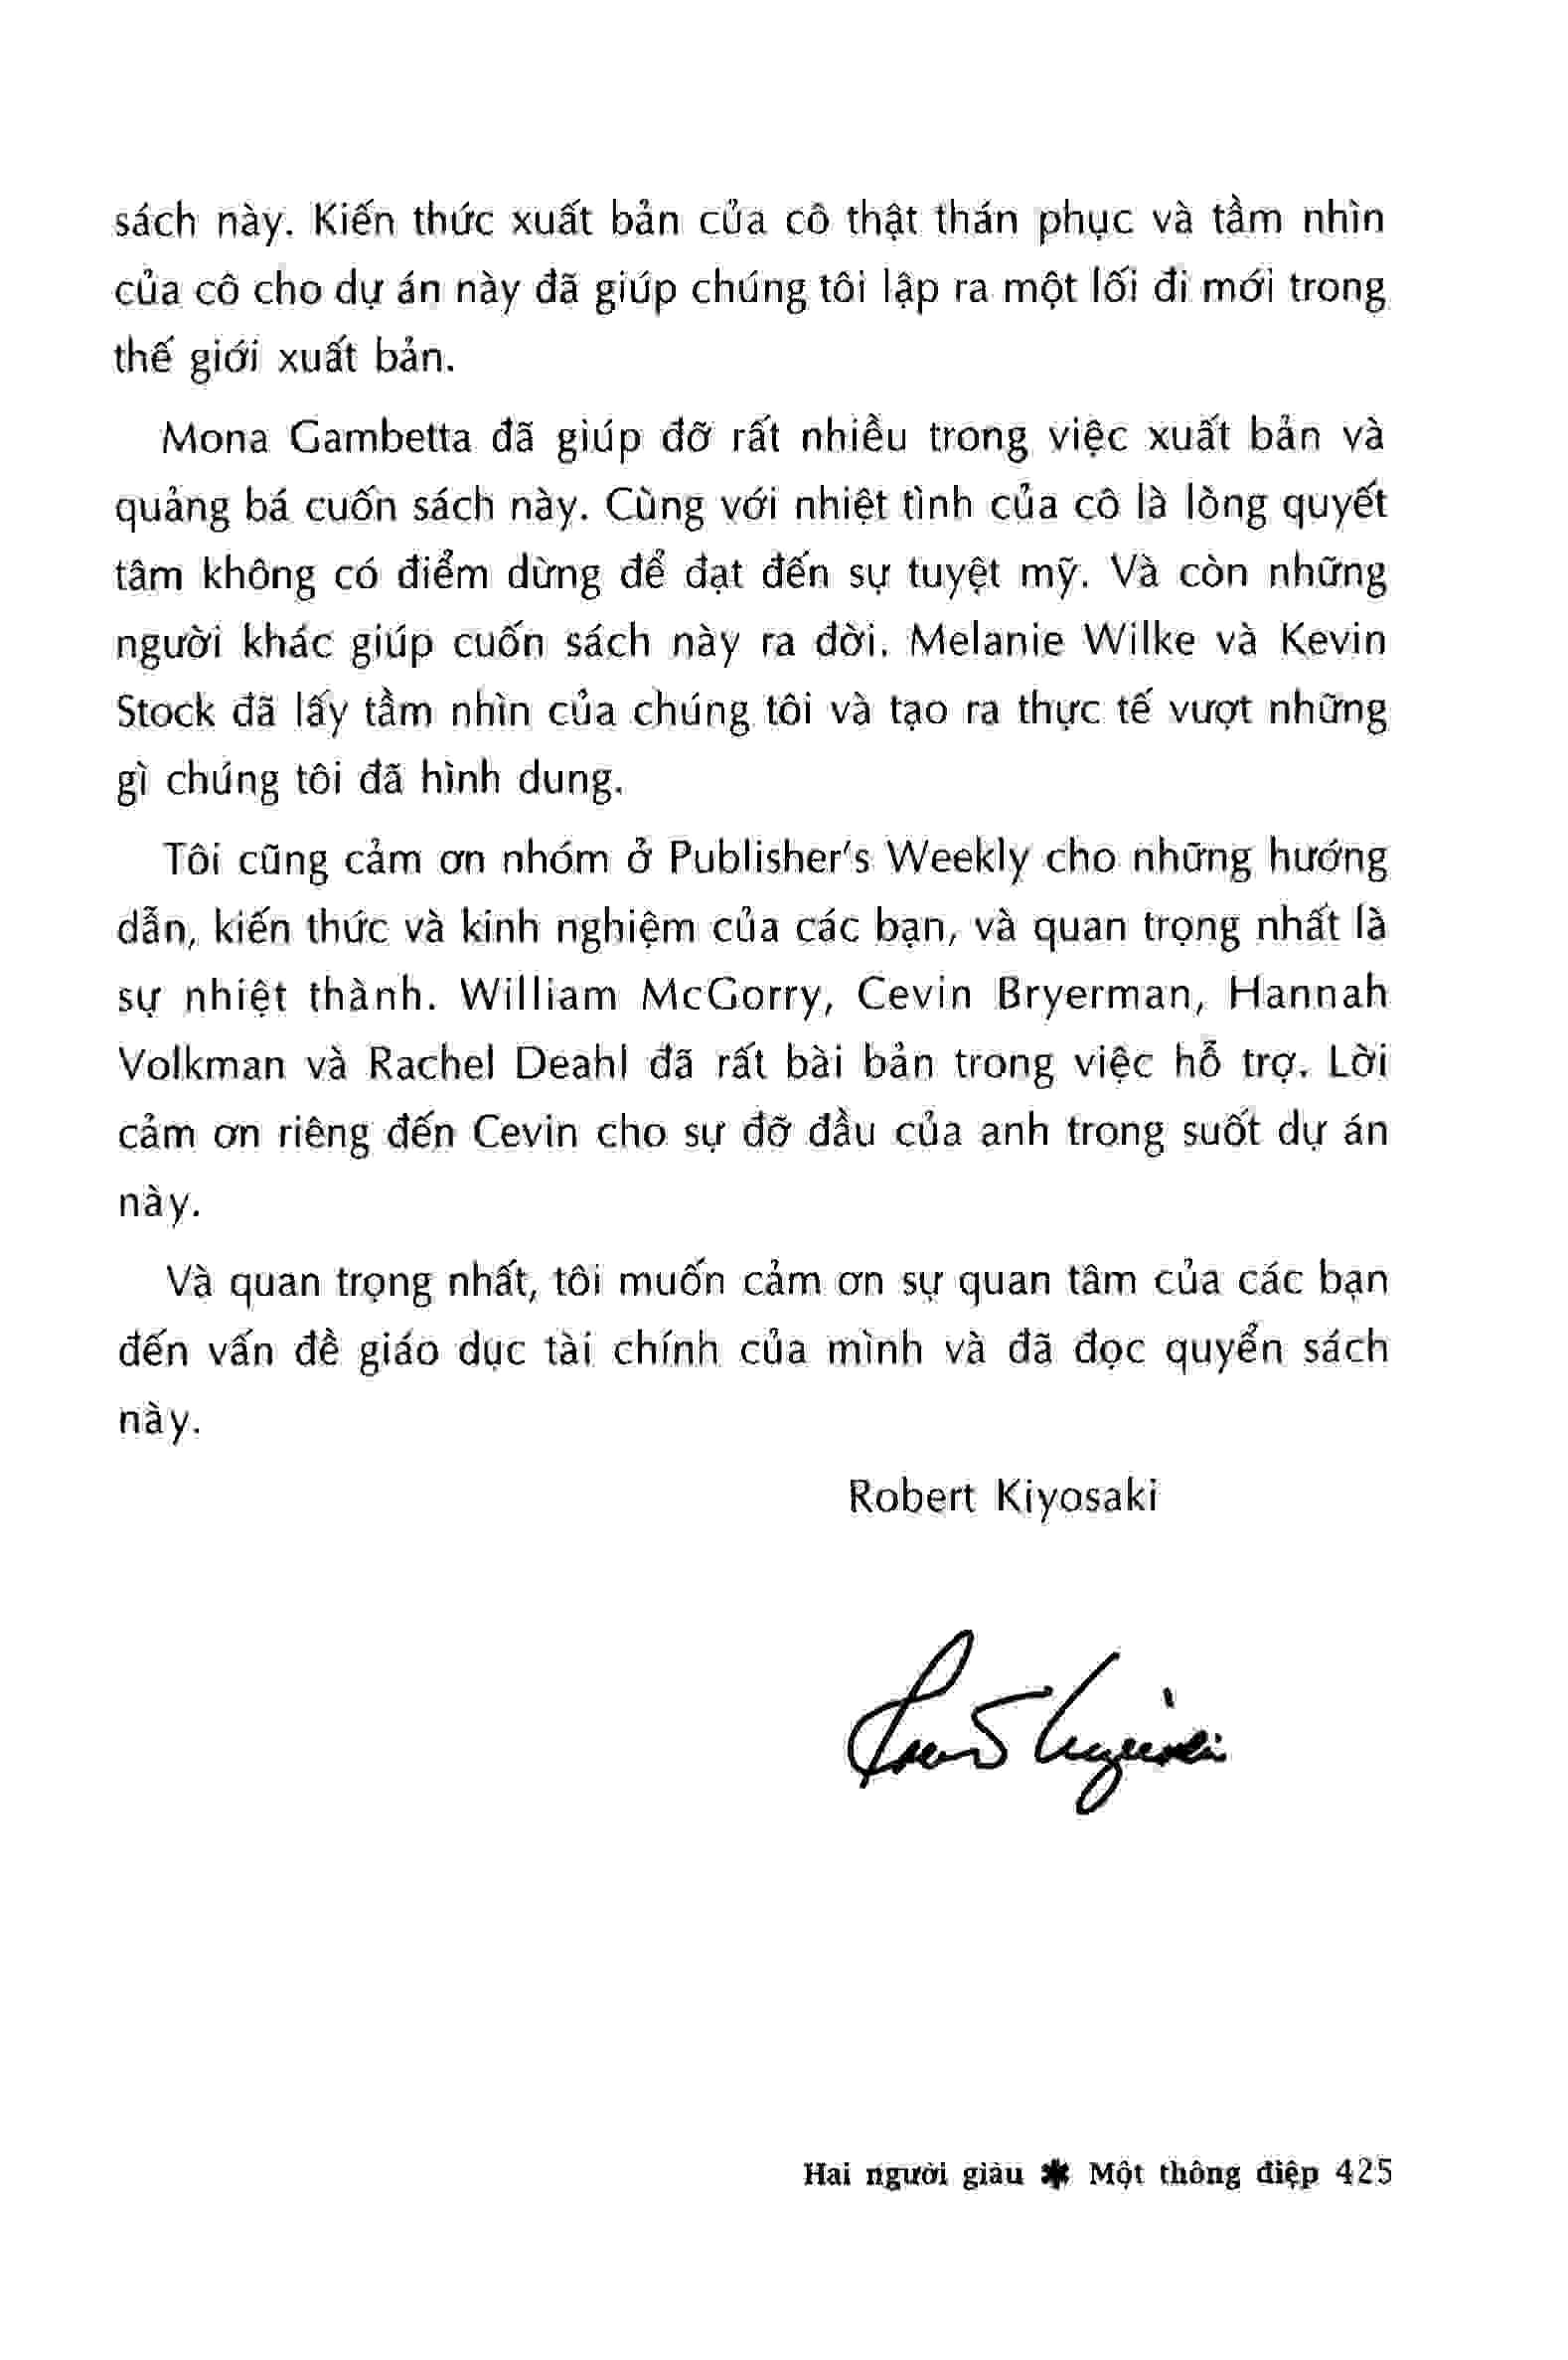 sách này. Kiến thức xuất bản của cô thật thán phục và tầm nhìn
của cô cho dự án này đã giúp chúng tôi lập ra một lối đi mới trong
thế giới xuất bản.
Mona Gambetta đã giúp đỡ rất nhiều trong việc xuất bản và
quảng bá cuốn sách này. Cùng với nhiệt tình của cô là lòng quyết
tâm không có điểm dừng để đạt đến sự tuyệt mỹ. Và còn những
người khác giúp cuốn sách này ra đời. Melanie Wilke và Kevin
Stock đã lấy tầm nhìn của chúng tôi và tạo ra thực tế vượt những
gì chúng tôi đã hình dung.
Tôi cũng cảm ơn nhóm ở Publisher's Weekly cho những hướng
dẫn, kiến thức và kinh nghiệm của các bạn, và quan trọng nhất là
sự nhiệt thành. William McGorry, Cevin Bryerman, Hannah
Volkman và Rachel Deahl đã rất bài bản trong việc hỗ trợ. Lời
cảm ơn riêng đến Cevin cho sự đỡ đầu của anh trong suốt dự án
này.
Và quan trọng nhất, tôi muốn cảm ơn sự quan tâm của các bạn
đến vấn đề giáo dục tài chính của mình và đã đọc quyển sách
này.
Robert Kiyosaki
Hai người giàu ✱ Một thông điệp 425